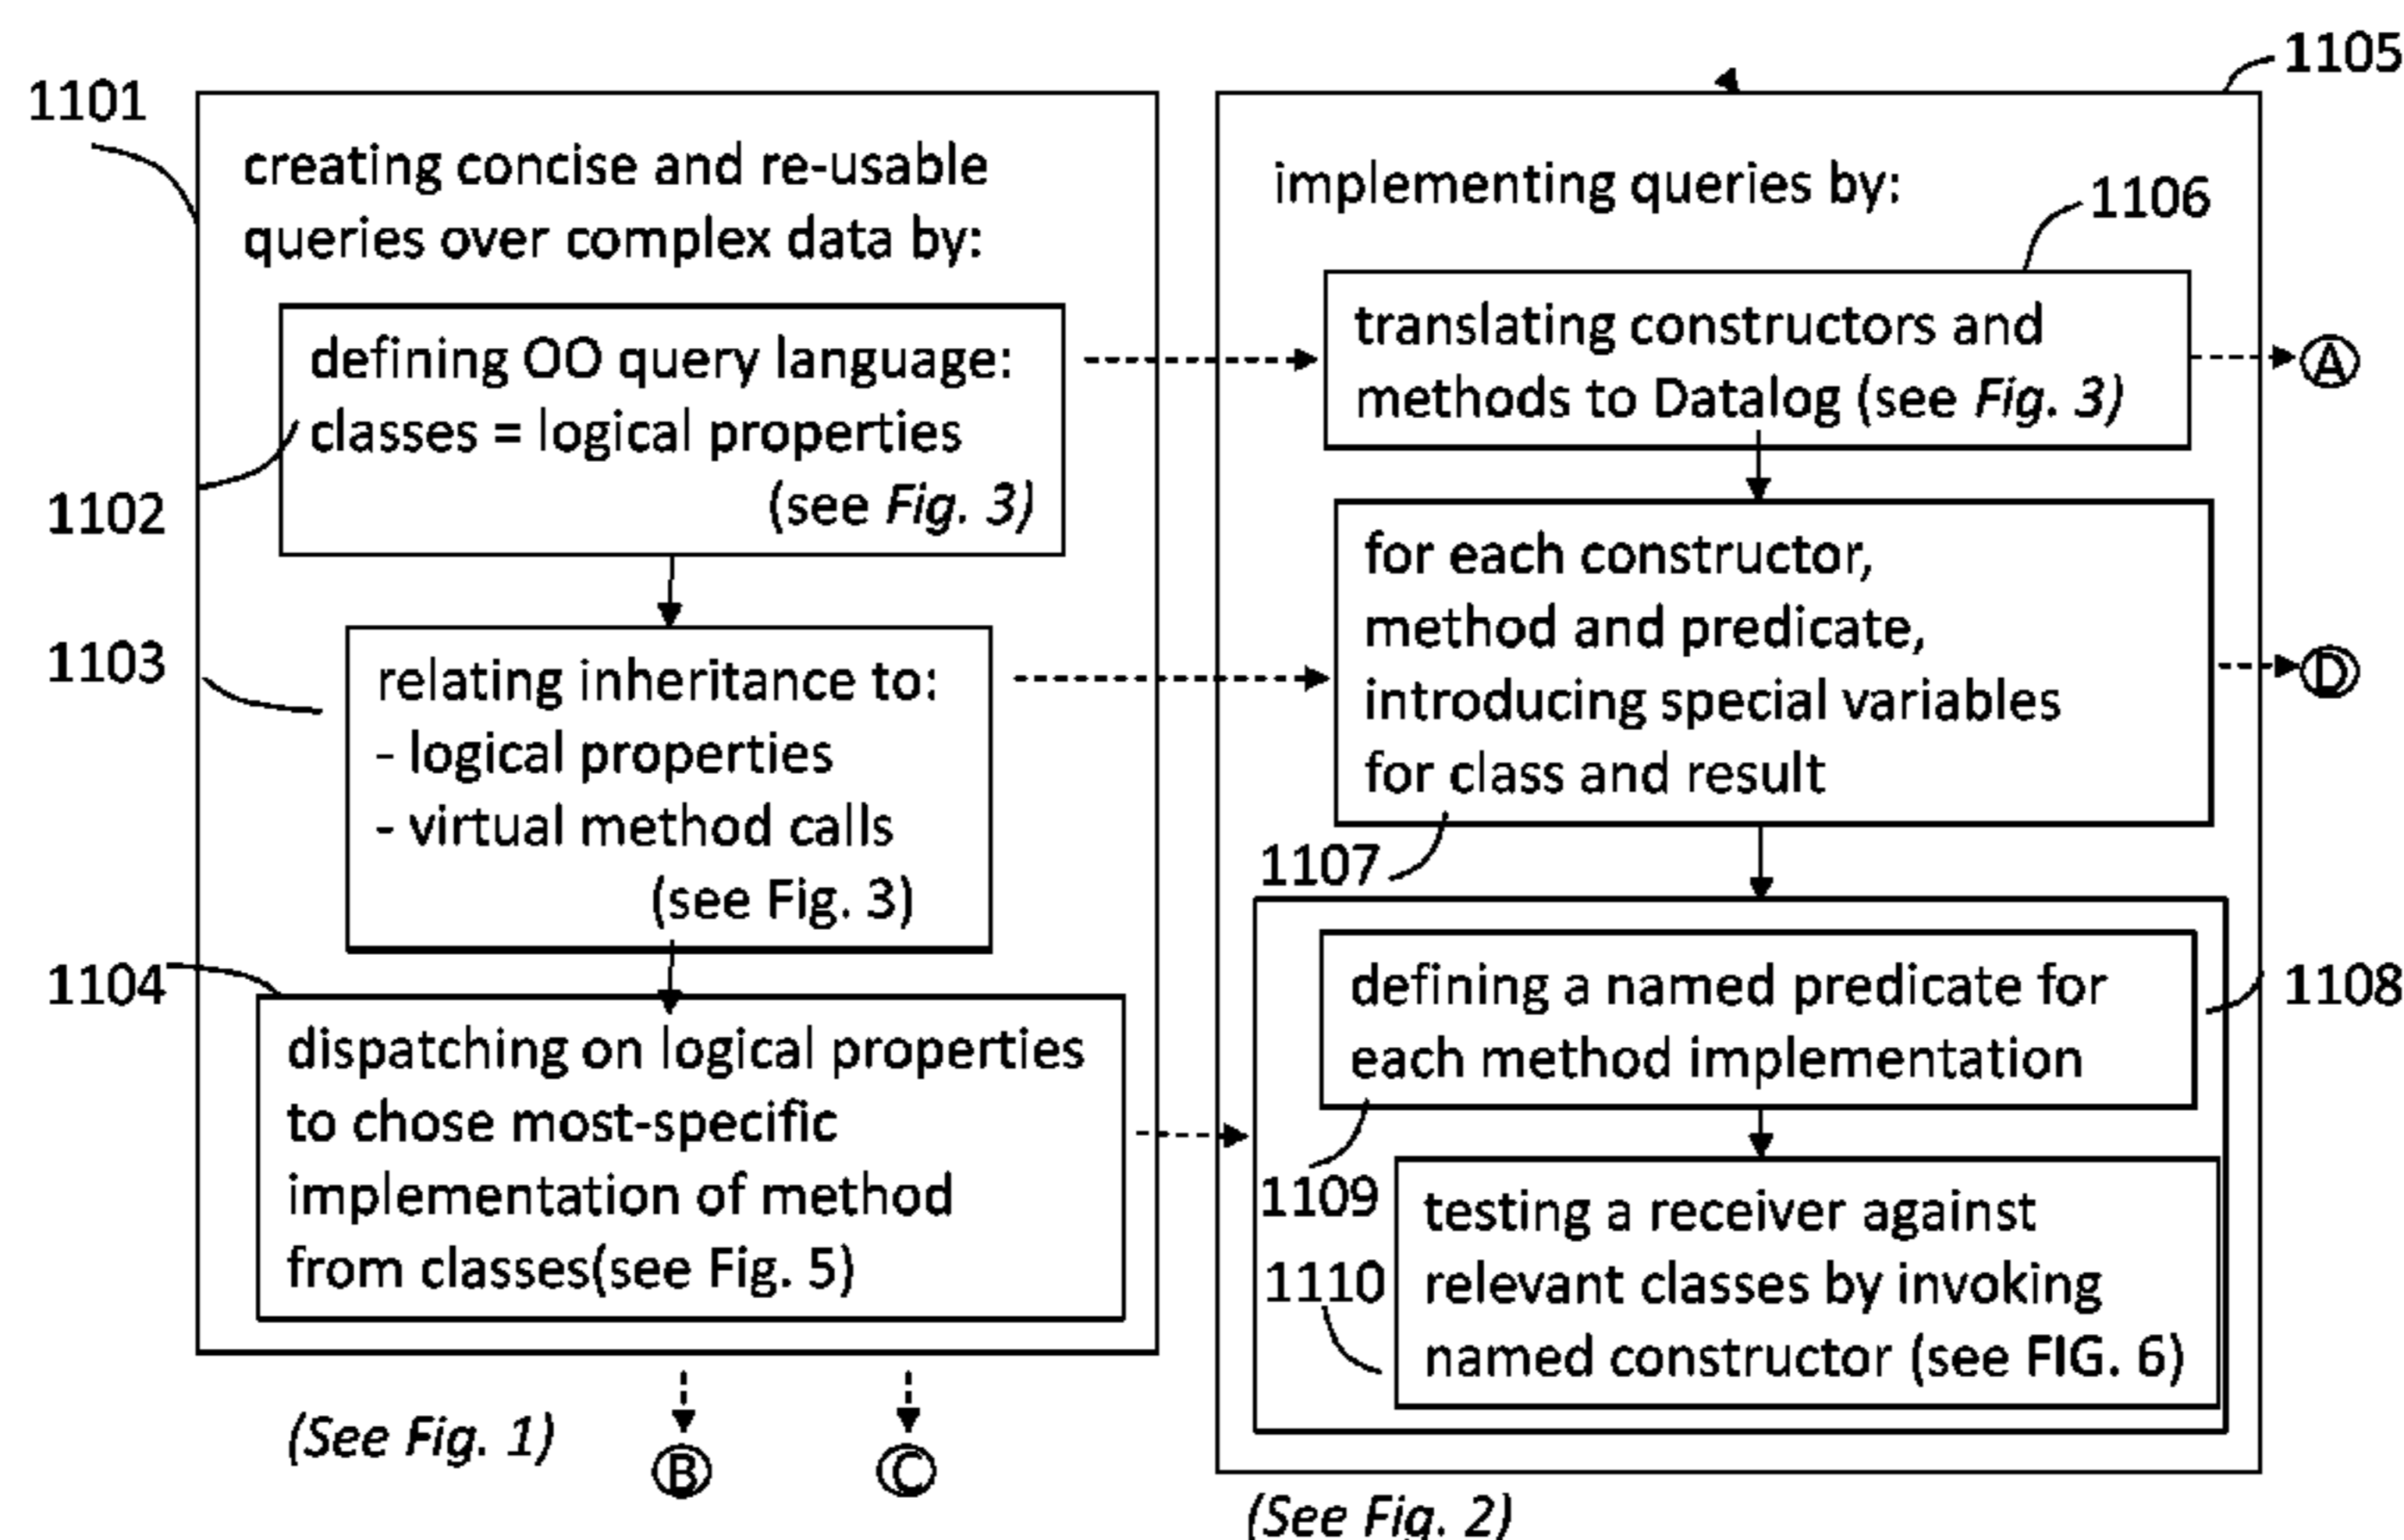 1101
creating concise and re-usable
queries over complex data by:
1102
defining OO query language:
classes = logical properties
(see Fig. 3)
1103
relating inheritance to:
- logical properties
- virtual method calls
(see Fig. 3)
1104
dispatching on logical properties
to chose most-specific
implementation of method
from classes(see Fig. 5)
(See Fig. 1)
B
C
1105
implementing queries by:
1106
translating constructors and
methods to Datalog (see Fig. 3)
A
for each constructor,
method and predicate,
introducing special variables
for class and result
D
1107
1108
defining a named predicate for
each method implementation
1109
1110
testing a receiver against
relevant classes by invoking
named constructor (see FIG. 6)
(See Fig. 2)